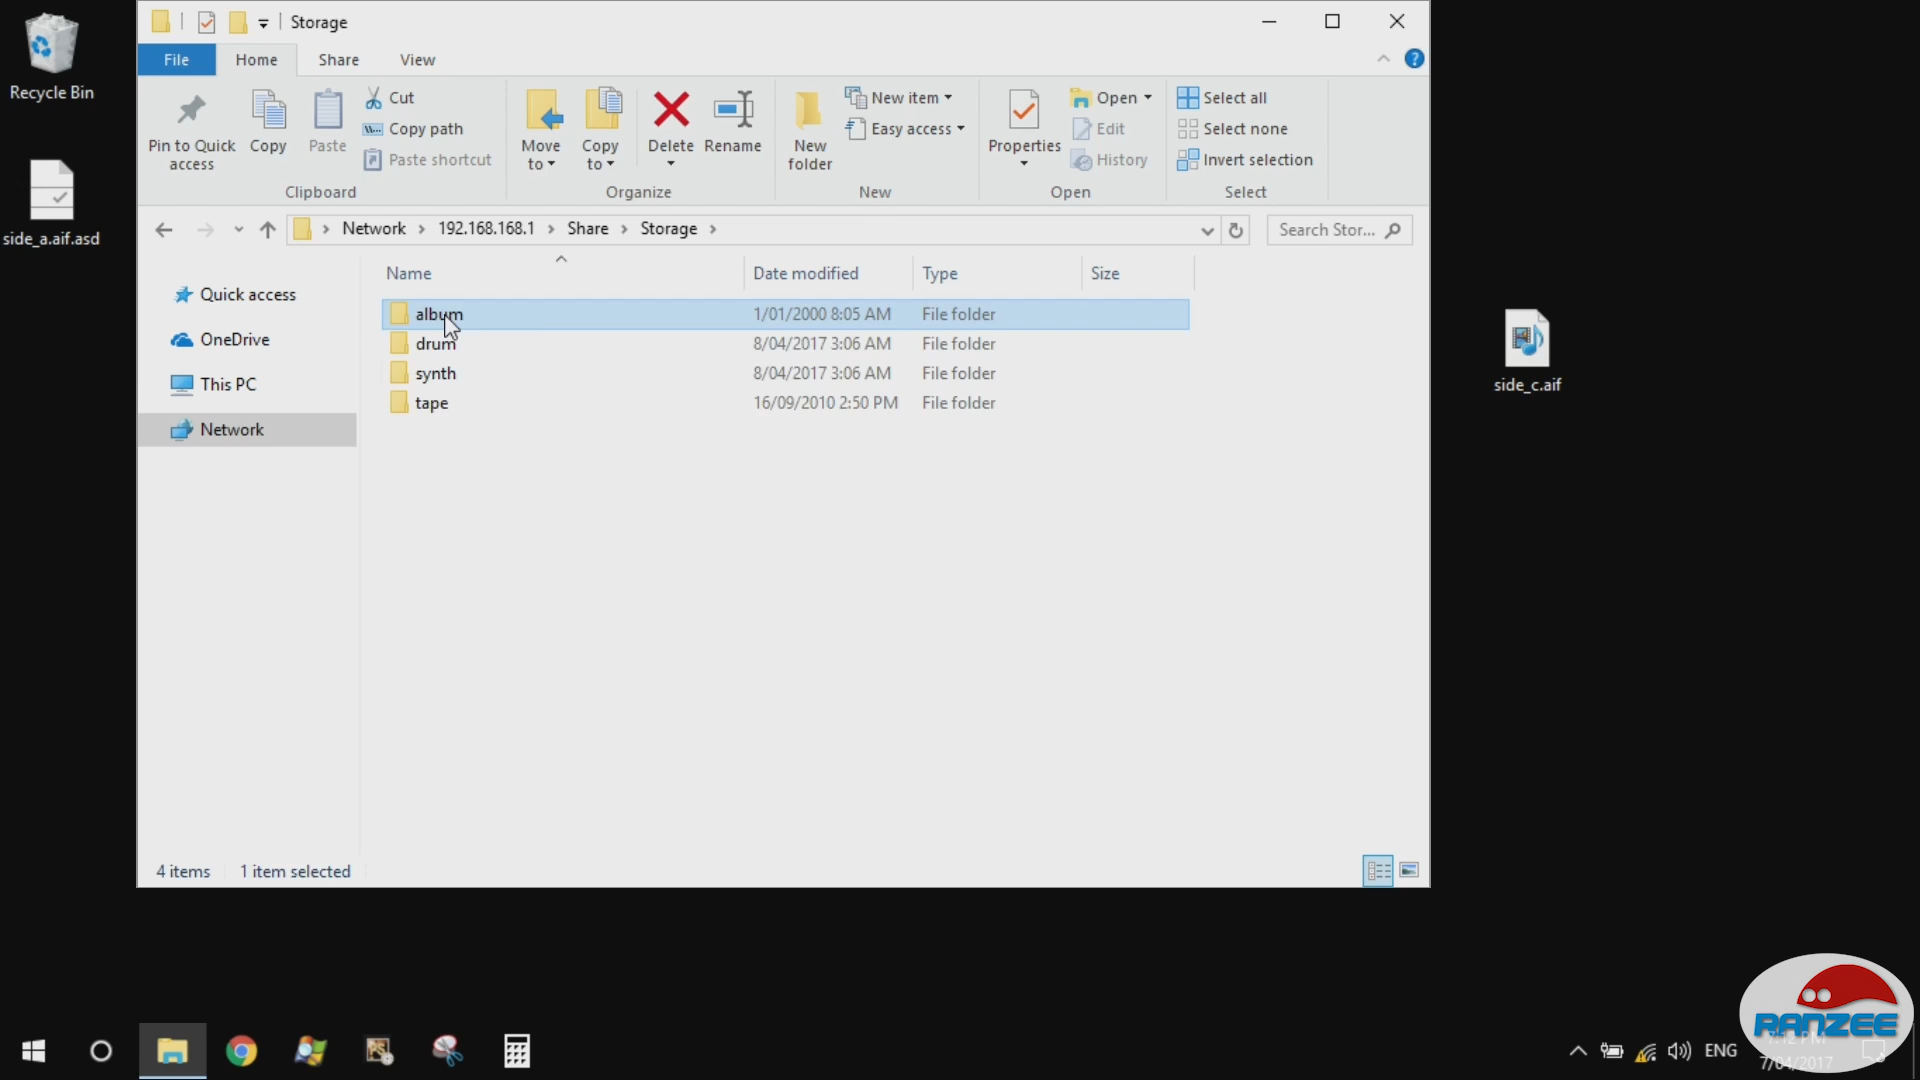 Storage
Recycle Bin
side_a.aif.asd
File
Home
Share
View
Pin to Quick
access
Copy
Paste
Cut
Copy path
Paste shortcut
Clipboard
Move
to
Copy
to
Delete
Rename
Organize
New
folder
New item
Easy access
New
Properties
Open
Edit
History
Open
Select all
Select none
Invert selection
Select
Network > 192.168.168.1 > Share > Storage >
Search Stor...
Name
Date modified
Type
Size
Quick access
OneDrive
This PC
Network
album 1/01/2000 8:05 AM File folder
drum 8/04/2017 3:06 AM File folder
synth 8/04/2017 3:06 AM File folder
tape 16/09/2010 2:50 PM File folder
side_c.aif
4 items 1 item selected
RANZEE
ENG
7:12 PM
7/04/2017